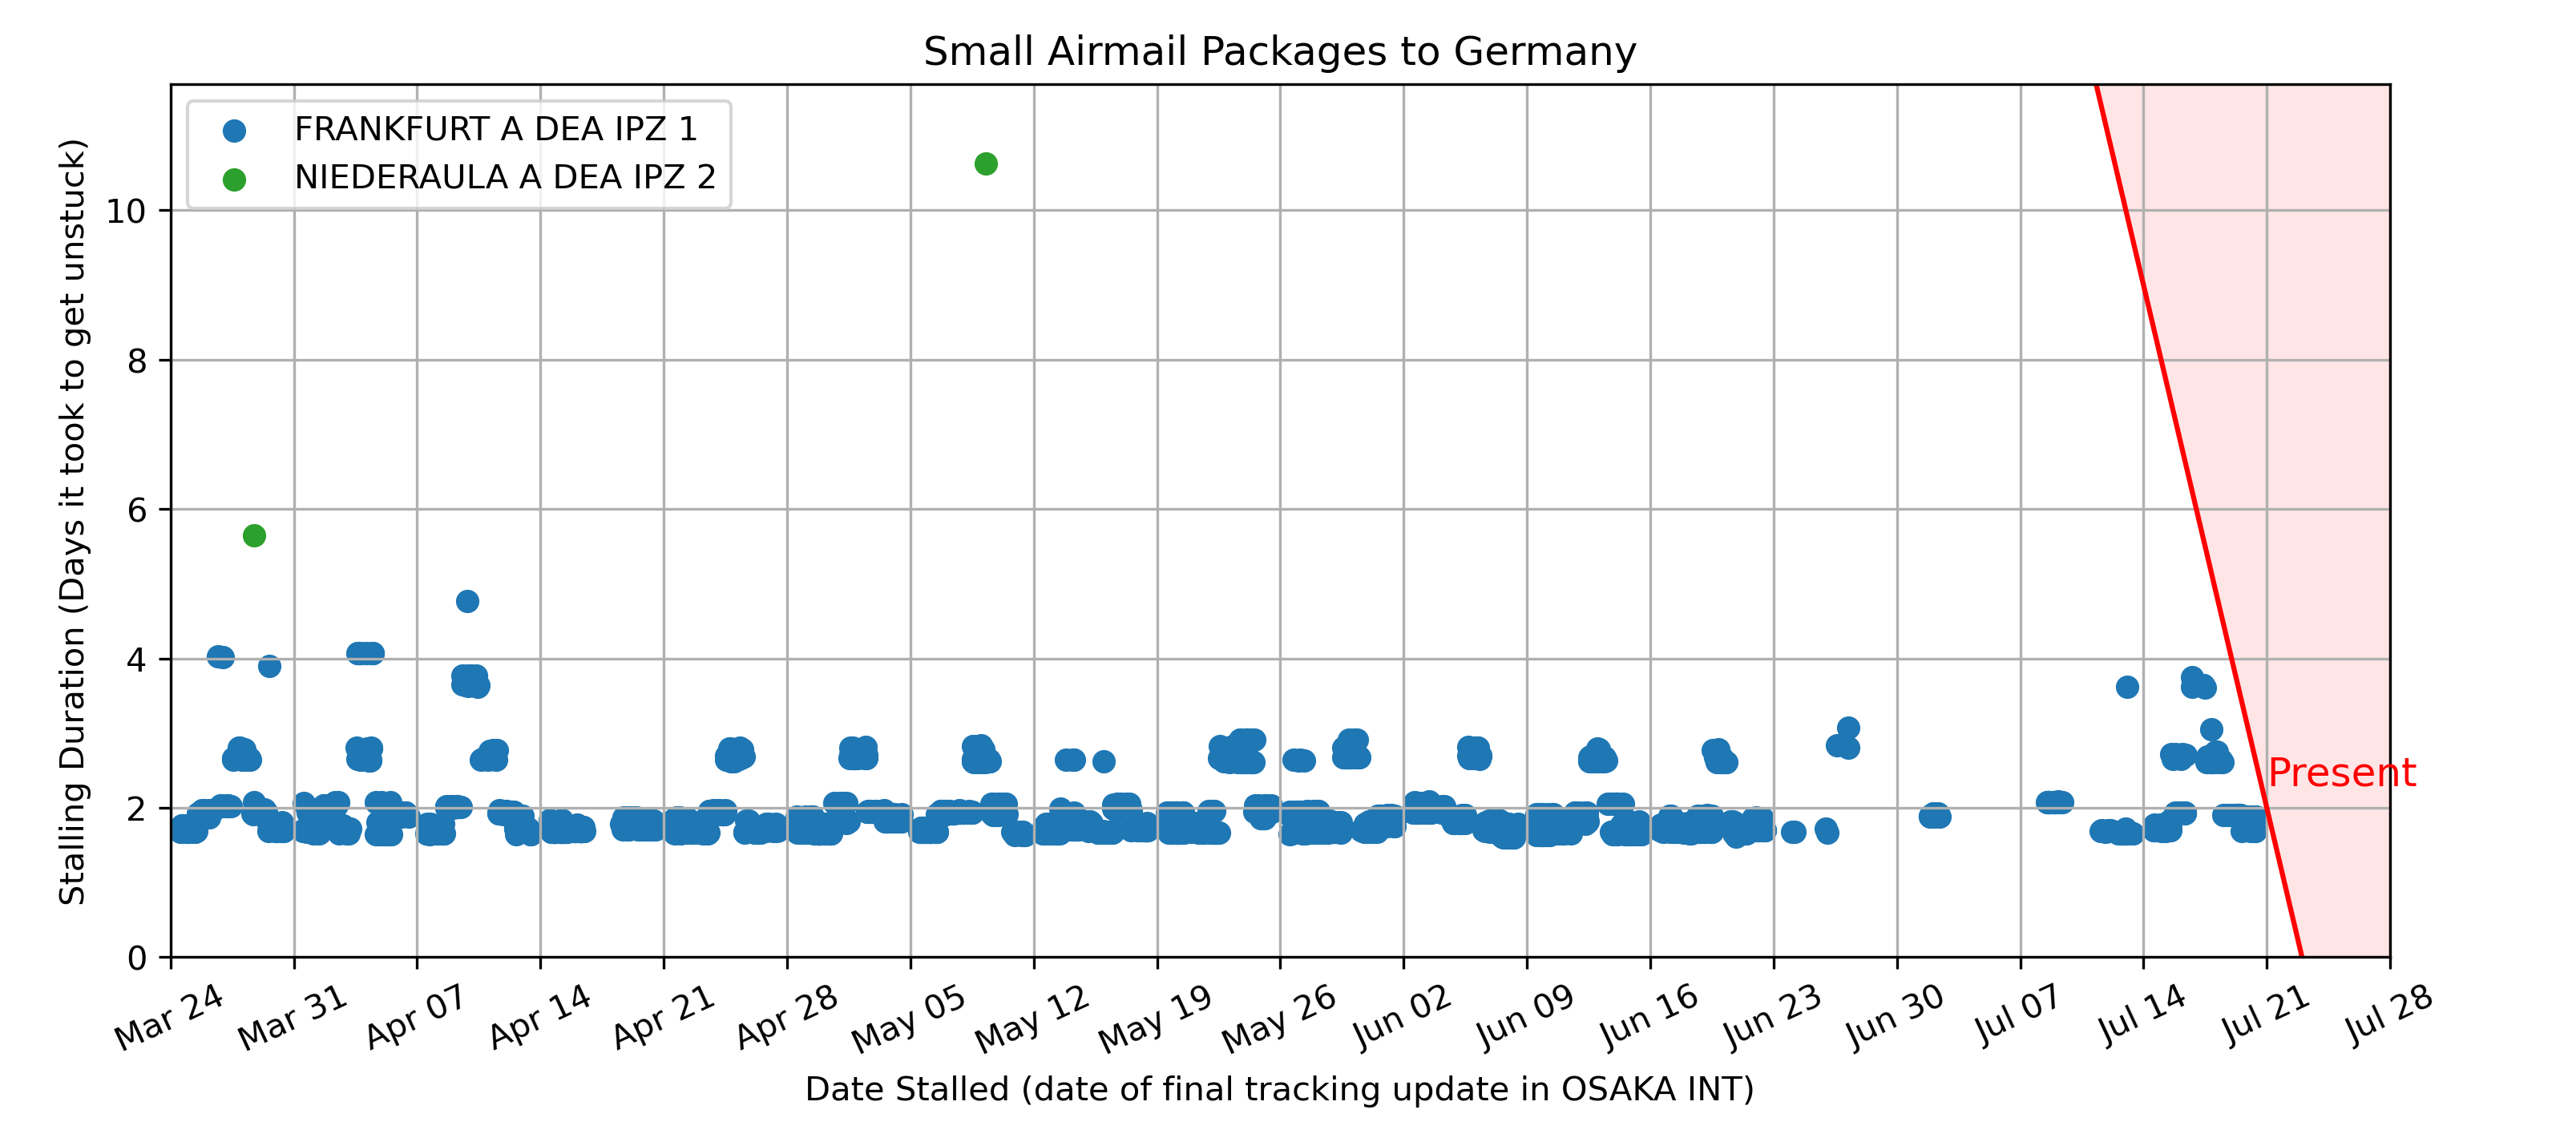 Small Airmail Packages to Germany
FRANKFURT A DEA IPZ 1
NIEDERAULA A DEA IPZ 2
Stalling Duration (Days it took to get unstuck)
10
8
6
4
2
0
Present
Mar 24
Mar 31
Apr 07
Apr 14
Apr 21
Apr 28
May 05
May 12
May 19
May 26
Jun 02
Jun 09
Jun 16
Jun 23
Jun 30
Jul 07
Jul 14
Jul 21
Jul 28
Date Stalled (date of final tracking update in OSAKA INT)